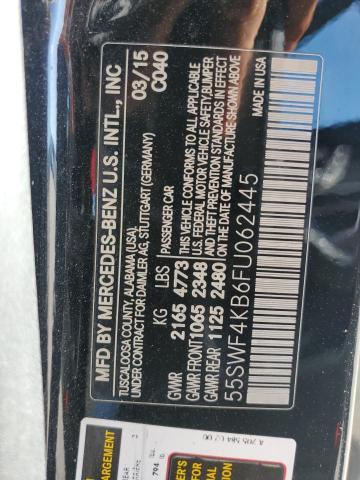 MFD BY MERCEDES-BENZ U.S. INTL., INC
TUSCALOOSA COUNTY, ALABAMA (USA)
UNDER CONTRACT FOR DAIMLER AG, STUTTGART (GERMANY)
03/15
C040
KG LBS
GVWR 2165 4773
GAWR FRONT 1065 2348
GAWR REAR 1125 2480
PASSENGER CAR
THIS VEHICLE CONFORMS TO ALL APPLICABLE
U.S. FEDERAL MOTOR VEHICLE SAFETY, BUMPER
AND THEFT PREVENTION STANDARDS IN EFFECT
ON THE DATE OF MANUFACTURE SHOWN ABOVE
MADE IN USA
55SWF4KB6FU062445